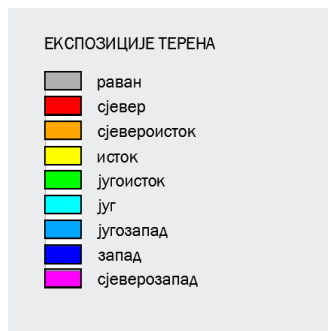 ЕКСПОЗИЦИЈЕ ТЕРЕНА
раван
сјевер
сјевероисток
исток
југоисток
југ
југозапад
запад
сјеверозапад